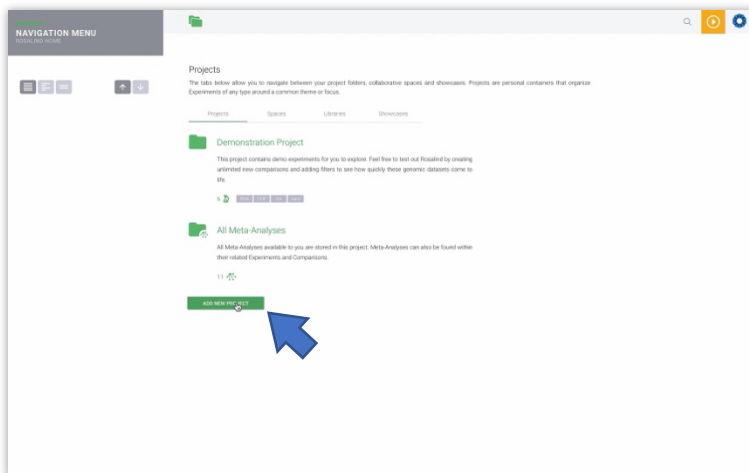 NAVIGATION MENU
ROSALIND HOME
Projects
The tabs below allow you to navigate between your project folders, collaborative spaces and showcases. Projects are personal containers that organize
Experiments of any type around a common theme or focus.
Projects Spaces Libraries Showcases
Demonstration Project
This project contains demo experiments for you to explore. Feel free to test out Rosalind by creating
unlimited new comparisons and adding filters to see how quickly these genomic datasets come to
life.
All Meta-Analyses
All Meta-Analyses available to you are stored in this project. Meta-Analyses can also be found within
their related Experiments and Comparisons.
11
ADD NEW PROJECT